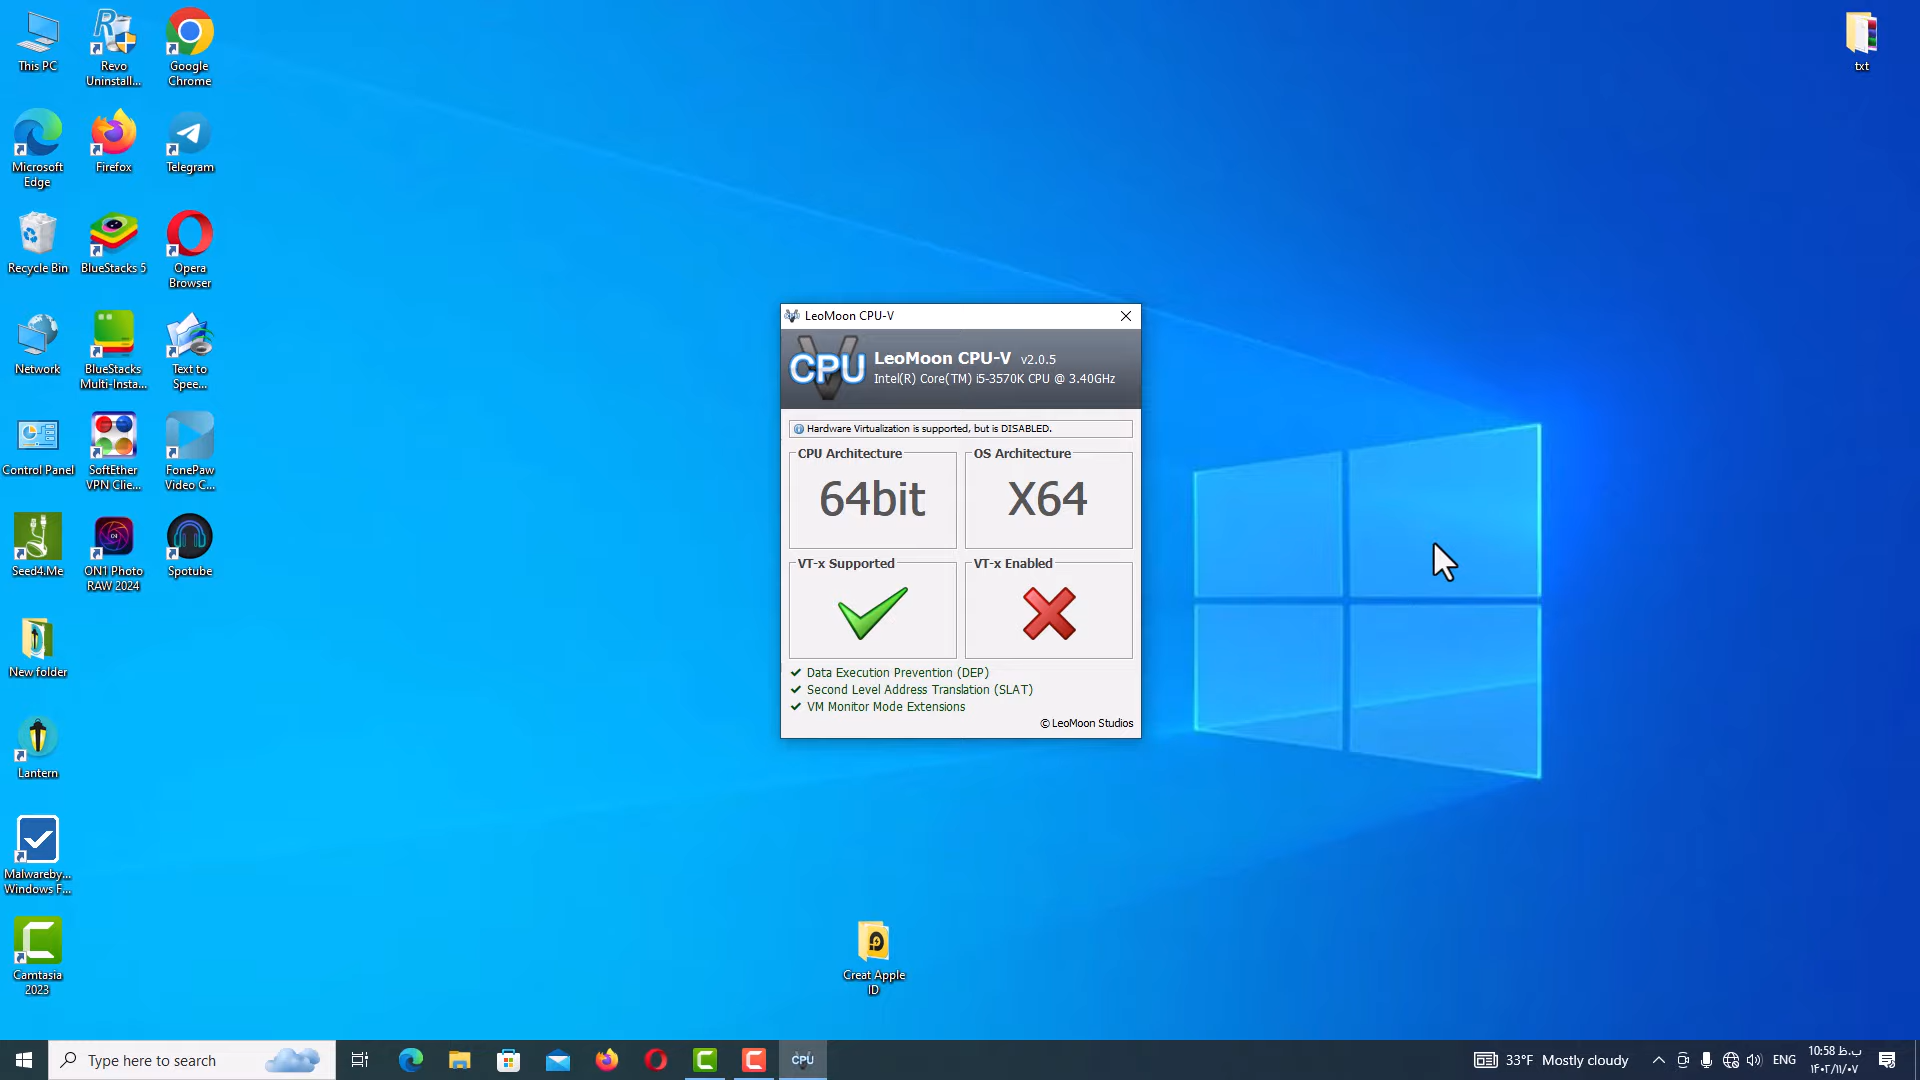 This PC
Revo
Uninstall...
Google
Chrome
txt
Microsoft
Edge
Firefox
Telegram
Recycle Bin
BlueStacks 5
Opera
Browser
Network
BlueStacks
Multi-Insta...
Text to
Spee...
Control Panel
SoftEther
VPN Clie...
FonePaw
Video C...
Seed4.Me
ON1 Photo
RAW 2024
Spotube
New folder
Lantern
Malwareby...
Windows F...
Camtasia
2023
Creat Apple
ID
LeoMoon CPU-V
CPU
LeoMoon CPU-V v2.0.5
Intel(R) Core(TM) i5-3570K CPU @ 3.40GHz
Hardware Virtualization is supported, but is DISABLED.
CPU Architecture
64bit
OS Architecture
X64
VT-x Supported
VT-x Enabled
Data Execution Prevention (DEP)
Second Level Address Translation (SLAT)
VM Monitor Mode Extensions
© LeoMoon Studios
Type here to search
CPU
33°F Mostly cloudy
ENG
10:58 ب.ظ
۱۴۰۲/۱۱/۰۷